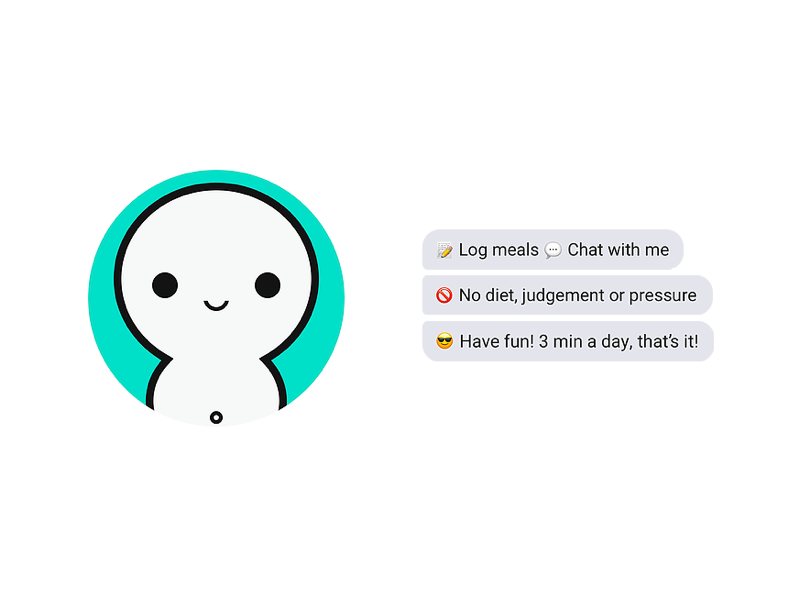 📝 Log meals 💬 Chat with me
🚫 No diet, judgement or pressure
😎 Have fun! 3 min a day, that's it!